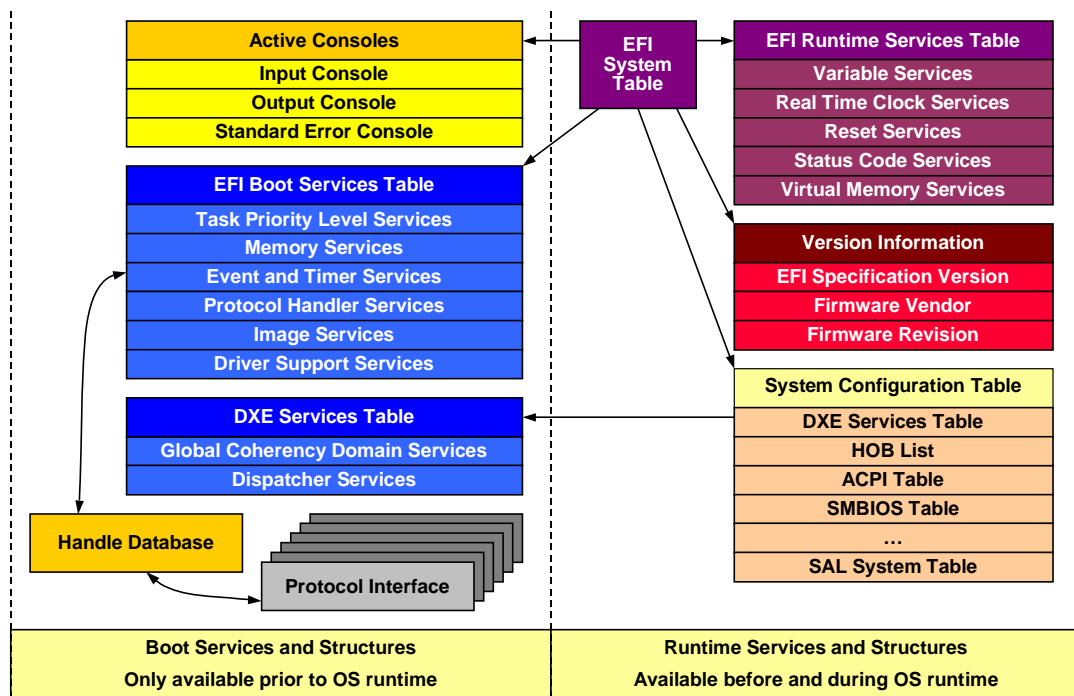 Active Consoles
Input Console
Output Console
Standard Error Console
EFI
System
Table
EFI Runtime Services Table
Variable Services
Real Time Clock Services
Reset Services
Status Code Services
Virtual Memory Services
EFI Boot Services Table
Task Priority Level Services
Memory Services
Event and Timer Services
Protocol Handler Services
Image Services
Driver Support Services
Version Information
EFI Specification Version
Firmware Vendor
Firmware Revision
DXE Services Table
Global Coherency Domain Services
Dispatcher Services
System Configuration Table
DXE Services Table
HOB List
ACPI Table
SMBIOS Table
…
SAL System Table
Handle Database
Protocol Interface
Boot Services and Structures
Only available prior to OS runtime
Runtime Services and Structures
Available before and during OS runtime